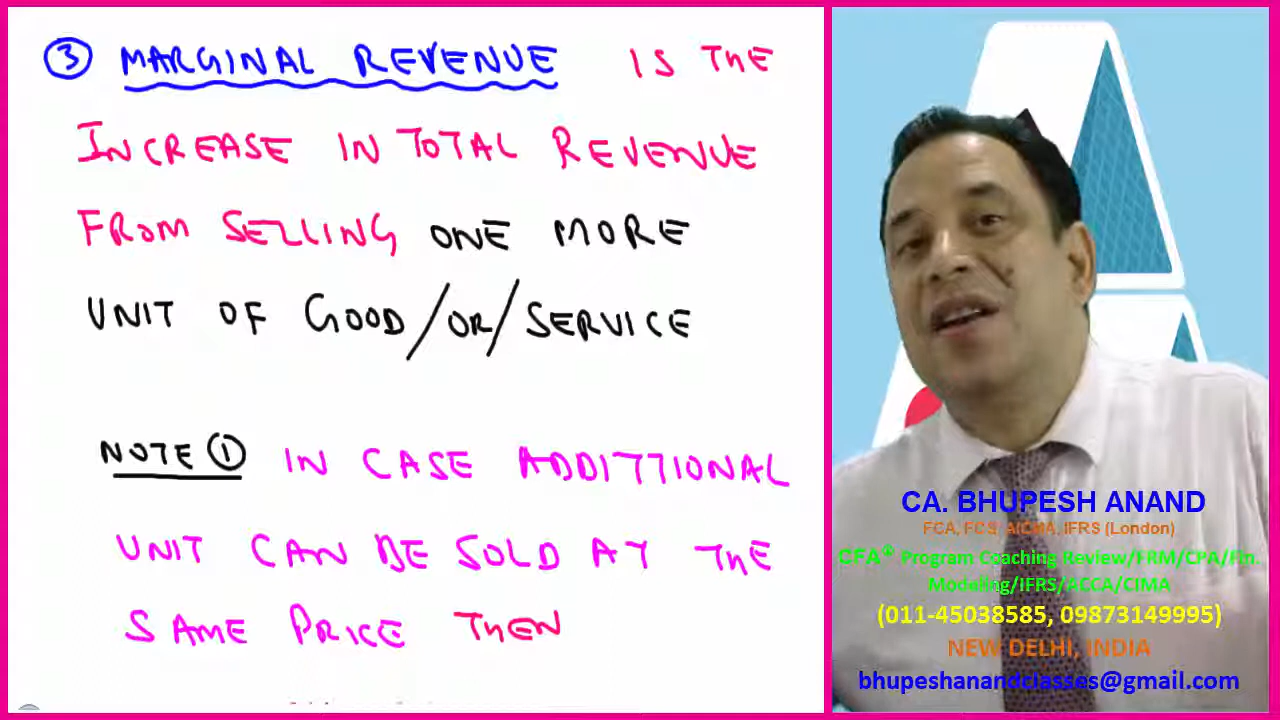 ③ MARGINAL REVENUE IS THE
INCREASE IN TOTAL REVENUE
FROM SELLING ONE MORE
UNIT OF GOOD/OR/SERVICE
NOTE ① IN CASE ADDITTIONAL
UNIT CAN BE SOLD AT THE
SAME PRICE THEN
CA. BHUPESH ANAND
FCA, FCS, AICMA, IFRS (London)
CFA® Program Coaching Review/FRM/CPA/Fin.
Modeling/IFRS/ACCA/CIMA
(011-45038585, 09873149995)
NEW DELHI, INDIA
bhupeshanandclasses@gmail.com